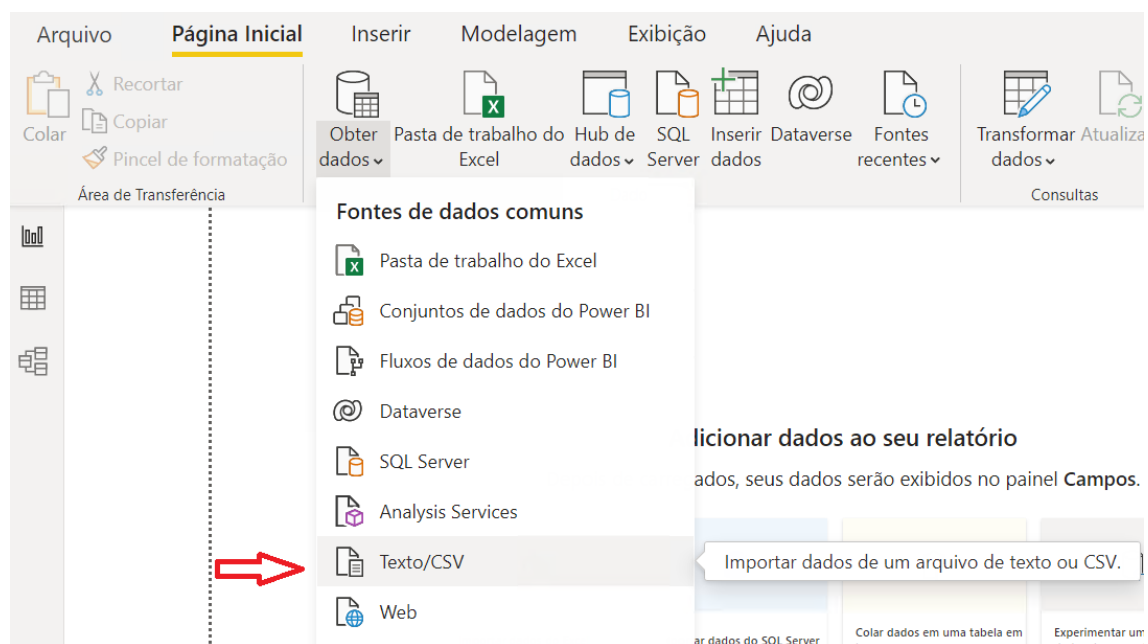 Arquivo Página Inicial Inserir Modelagem Exibição Ajuda
Colar
Recortar
Copiar
Pincel de formatação
Área de Transferência
Obter
dados
Pasta de trabalho do
Excel
Hub de
dados
SQL
Server
Inserir
dados
Dataverse
Fontes
recentes
Transformar
dados
Atualiza
Consultas
Fontes de dados comuns
Pasta de trabalho do Excel
Conjuntos de dados do Power BI
Fluxos de dados do Power BI
Dataverse
SQL Server
Analysis Services
Texto/CSV
Web
Importar dados de um arquivo de texto ou CSV.
dicionar dados ao seu relatório
ados, seus dados serão exibidos no painel Campos.
ar dados do SQL Server
Colar dados em uma tabela em
Experimentar um